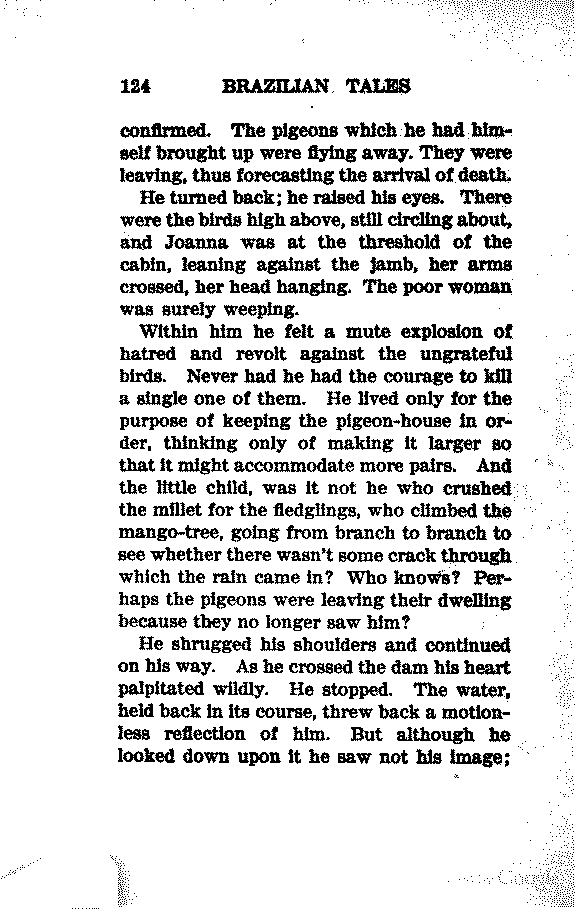 124 BRAZILIAN TALES
confirmed. The pigeons which he had him-
self brought up were flying away. They were
leaving, thus forecasting the arrival of death.
He turned back; he raised his eyes. There
were the birds high above, still circling about,
and Joanna was at the threshold of the
cabin, leaning against the jamb, her arms
crossed, her head hanging. The poor woman
was surely weeping.
Within him he felt a mute explosion of
hatred and revolt against the ungrateful
birds. Never had he had the courage to kill
a single one of them. He lived only for the
purpose of keeping the pigeon-house in or-
der, thinking only of making it larger so
that it might accommodate more pairs. And
the little child, was it not he who crushed
the millet for the fledglings, who climbed the
mango-tree, going from branch to branch to
see whether there wasn't some crack through
which the rain came in? Who knows? Per-
haps the pigeons were leaving their dwelling
because they no longer saw him?
He shrugged his shoulders and continued
on his way. As he crossed the dam his heart
palpitated wildly. He stopped. The water,
held back in its course, threw back a motion-
less reflection of him. But although he
looked down upon it he saw not his image;